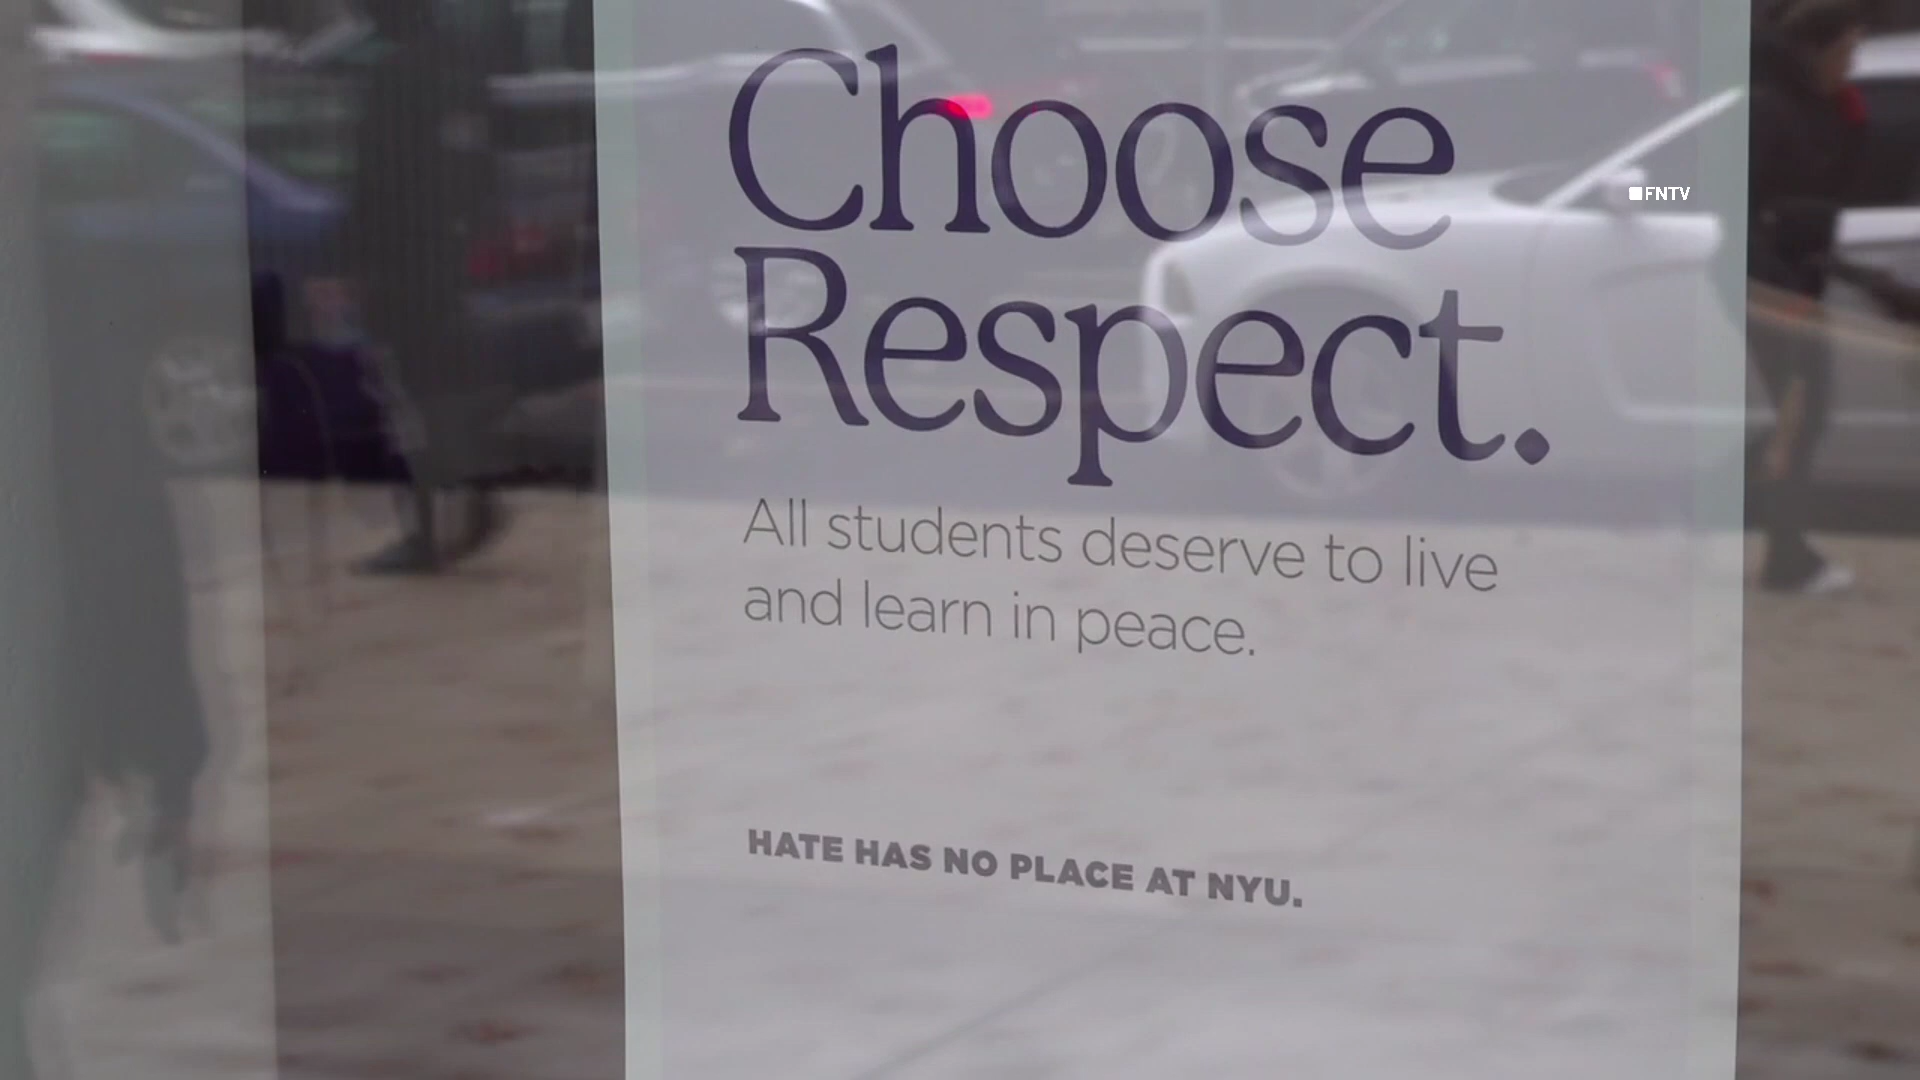 Choose
FNTV
Respect.
All students deserve to live
and learn in peace.
HATE HAS NO PLACE AT NYU.